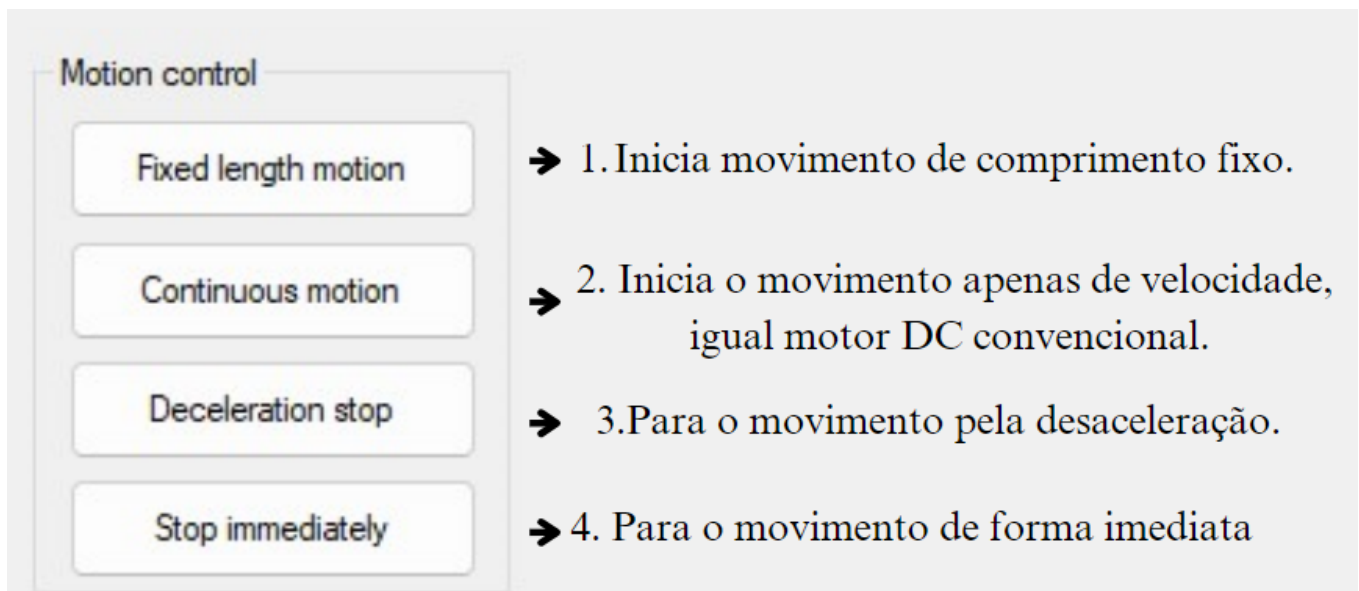 Motion control
Fixed length motion
1. Inicia movimento de comprimento fixo.
Continuous motion
2. Inicia o movimento apenas de velocidade,
igual motor DC convencional.
Deceleration stop
3.Para o movimento pela desaceleração.
Stop immediately
4. Para o movimento de forma imediata